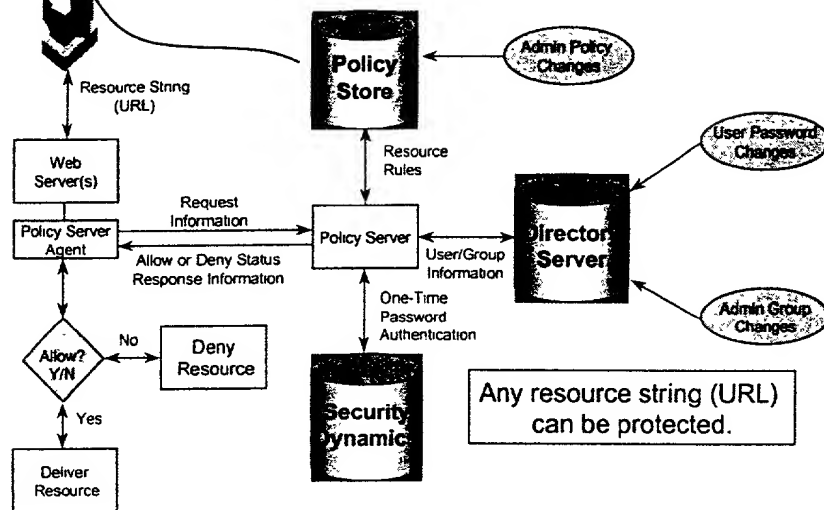 Policy
Store
Admin Policy
Changes
Resource String
(URL)
Resource
Rules
User Password
Changes
Web
Server(s)
Request
Information
Policy Server
Agent
Allow or Deny Status
Response Information
Policy Server
User/Group
Information
Director
Server
One-Time
Password
Authentication
Admin Group
Changes
Allow?
Y/N
No
Deny
Resource
Yes
Security
Dynamic
Any resource string (URL)
can be protected.
Deliver
Resource